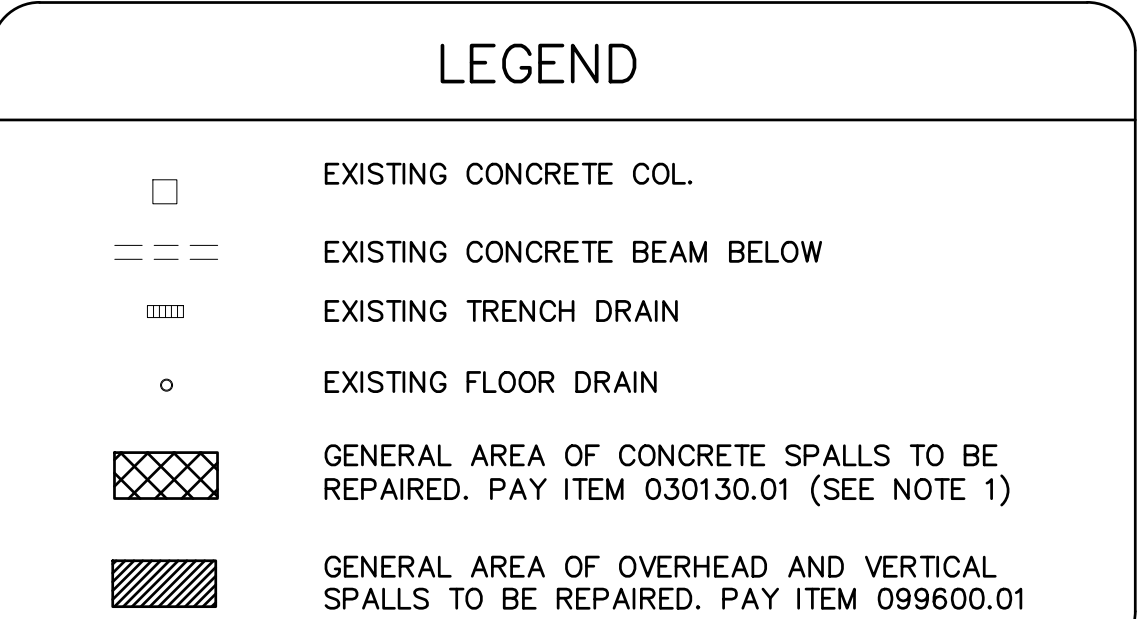 LEGEND
EXISTING CONCRETE COL.
EXISTING CONCRETE BEAM BELOW
EXISTING TRENCH DRAIN
EXISTING FLOOR DRAIN
GENERAL AREA OF CONCRETE SPALLS TO BE
REPAIRED. PAY ITEM 030130.01 (SEE NOTE 1)
GENERAL AREA OF OVERHEAD AND VERTICAL
SPALLS TO BE REPAIRED. PAY ITEM 099600.01